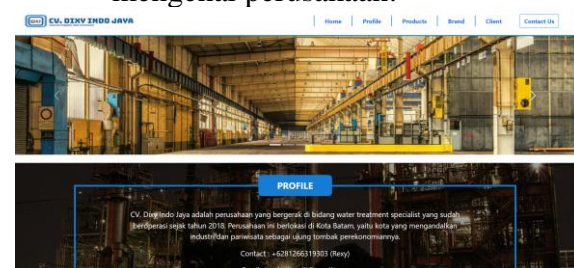 mengenai perusahaan.
CV. DIXY INDO JAYA
Home Profile Products Brand Client Contact Us
PROFILE
CV. Dixy Indo Jaya adalah perusahaan yang bergerak di bidang water treatment specialist yang sudah
beroperasi sejak tahun 2018. Perusahaan ini berlokasi di Kota Batam, yaitu kota yang mengandalkan
industri dan pariwisata sebagai ujung tombak perekonomiannya.
Contact : +6281266319303 (Rexy)